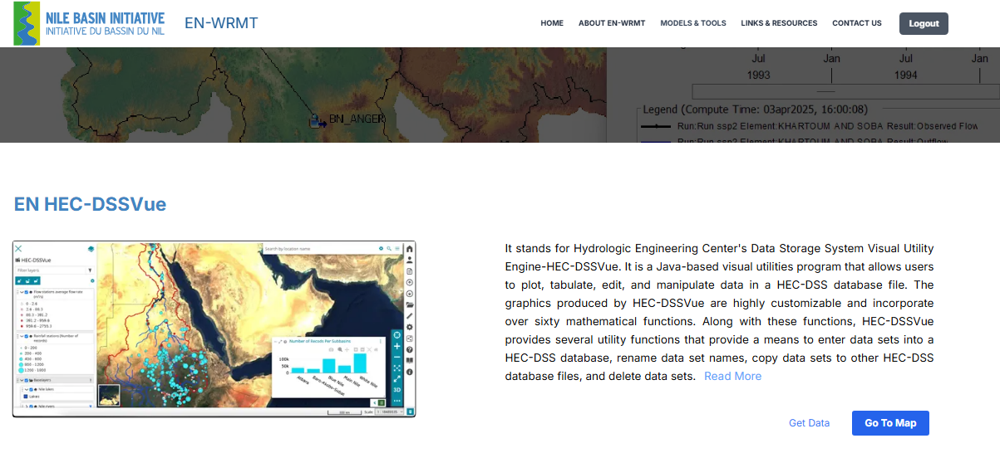 NILE BASIN INITIATIVE
INITIATIVE DU BASSIN DU NIL
EN-WRMT
HOME ABOUT EN-WRMT MODELS & TOOLS LINKS & RESOURCES CONTACT US Logout
Jul Jan Jul Jan
1993 1994
BN_ANGER
Legend (Compute Time: 03apr2025, 16:00:08)
Run:Run ssp2 Element:KHARTOUM AND SOBA Result:Observed Flow
Run:Run ssp2 Element:KHARTOUM AND SOBA Result:Outflow
EN HEC-DSSVue
Search by location name
HEC-DSSVue
Filter layers
Flow stations average flow rate
(m³/s)
0 - 2.6
2.6 - 60.3
60.3 - 361.2
959.6 - 2755.3
Rainfall stations (Number of
records)
0 - 200
200 - 400
400 - 800
800 - 1200
Baselayers
Nile lakes
Lakes
Nile rivers
Number of Records Per Subbasins
100k
50k
0
Atbara
Baro-Akobo-Sobat
Blue Nile
Main Nile
White Nile
3D
Scale
It stands for Hydrologic Engineering Center's Data Storage System Visual Utility
Engine-HEC-DSSVue. It is a Java-based visual utilities program that allows users
to plot, tabulate, edit, and manipulate data in a HEC-DSS database file. The
graphics produced by HEC-DSSVue are highly customizable and incorporate
over sixty mathematical functions. Along with these functions, HEC-DSSVue
provides several utility functions that provide a means to enter data sets into a
HEC-DSS database, rename data set names, copy data sets to other HEC-DSS
database files, and delete data sets. Read More
Get Data Go To Map